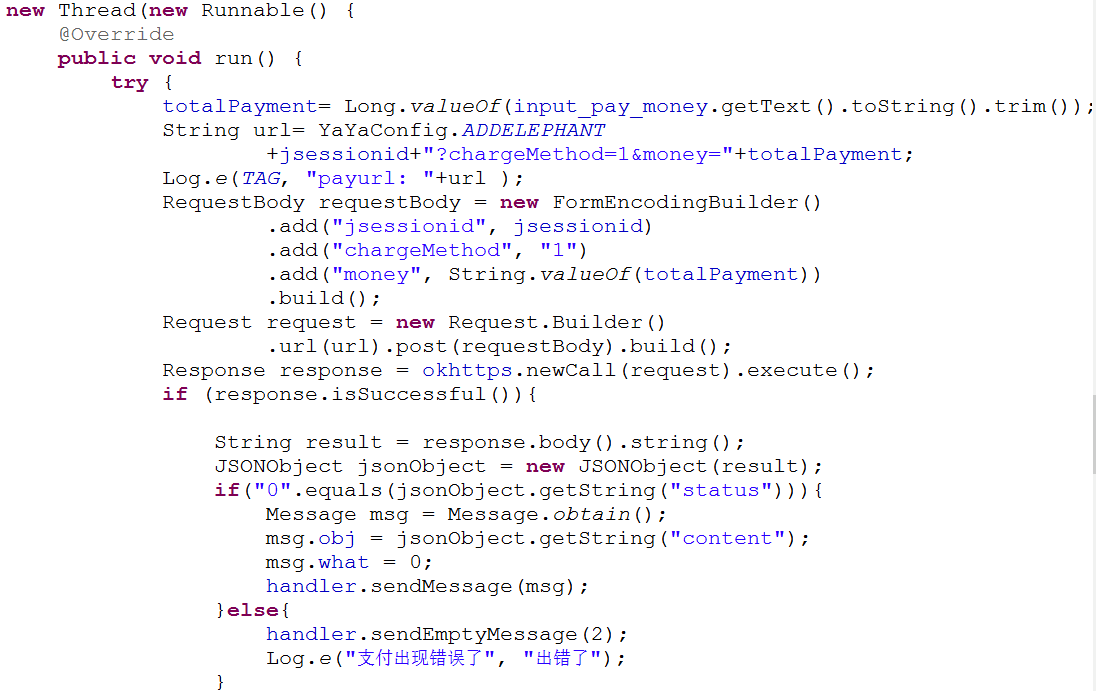 new Thread(new Runnable() {
    @Override
    public void run() {
        try {
            totalPayment= Long.valueOf(input_pay_money.getText().toString().trim());
            String url= YaYaConfig.ADDELEPHANT
                    +jsessionid+"?chargeMethod=1&money="+totalPayment;
            Log.e(TAG, "payurl: "+url );
            RequestBody requestBody = new FormEncodingBuilder()
                    .add("jsessionid", jsessionid)
                    .add("chargeMethod", "1")
                    .add("money", String.valueOf(totalPayment))
                    .build();
            Request request = new Request.Builder()
                    .url(url).post(requestBody).build();
            Response response = okhttps.newCall(request).execute();
            if (response.isSuccessful()){
                String result = response.body().string();
                JSONObject jsonObject = new JSONObject(result);
                if("0".equals(jsonObject.getString("status"))){
                    Message msg = Message.obtain();
                    msg.obj = jsonObject.getString("content");
                    msg.what = 0;
                    handler.sendMessage(msg);
                }else{
                    handler.sendEmptyMessage(2);
                    Log.e("支付出现错误了", "出错了");
                }